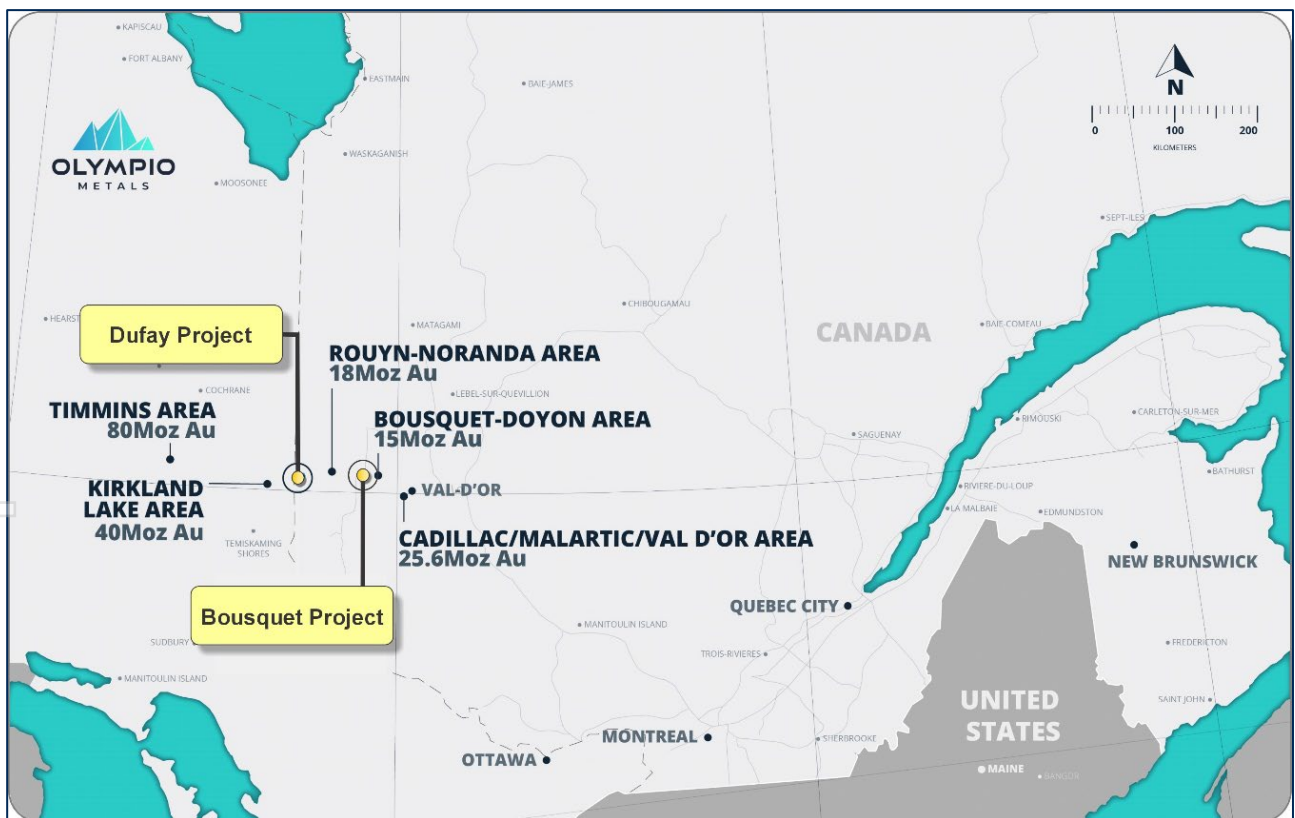 KAPISCAU
FORT ALBANY
EASTMAIN
BAIE-JAMES
N
0 100 200
KILOMETERS
OLYMPIO
METALS
WASKAGANISH
MOOSONEE
SEPT-ILES
HEARST
Dufay Project
MATAGAMI
CHIBOUGAMAU
CANADA
BAIE-COMEAU
ROUYN-NORANDA AREA
18Moz Au
COCHRANE
LEBEL-SUR-QUEVILLION
TIMMINS AREA
80Moz Au
BOUSQUET-DOYON AREA
15Moz Au
RIMOUSKI
CARLETON-SUR-MER
SAGUENAY
BATHURST
KIRKLAND
LAKE AREA
40Moz Au
VAL-D'OR
RIVIERE-DU-LOUP
LA MALBAIE
EDMUNDSTON
TEMISKAMING
SHORES
CADILLAC/MALARTIC/VAL D'OR AREA
25.6Moz Au
NEW BRUNSWICK
Bousquet Project
QUEBEC CITY
MANITOULIN ISLAND
SUDBURY
TROIS-RIVIERES
FREDERICTON
MANITOULIN ISLAND
UNITED
STATES
SAINT JOHN
MONTREAL
SHERBROOKE
OTTAWA
MAINE
BANGOR